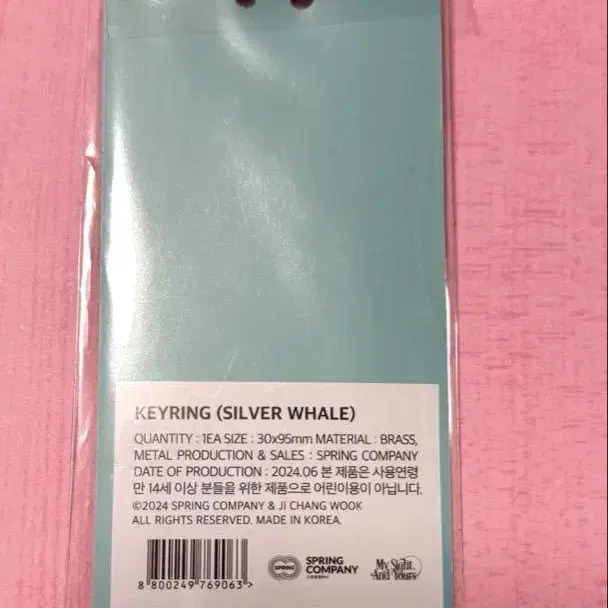 KEYRING (SILVER WHALE)
QUANTITY : 1EA SIZE : 30x95mm MATERIAL : BRASS,
METAL PRODUCTION & SALES : SPRING COMPANY
DATE OF PRODUCTION : 2024.06 본 제품은 사용연령
만 14세 이상 분들을 위한 제품으로 어린이용이 아닙니다.
©2024 SPRING COMPANY & JI CHANG WOOK
ALL RIGHTS RESERVED. MADE IN KOREA.
8 800249 769063>
SPRING
SPRING
COMPANY
My Sight,
And Yours